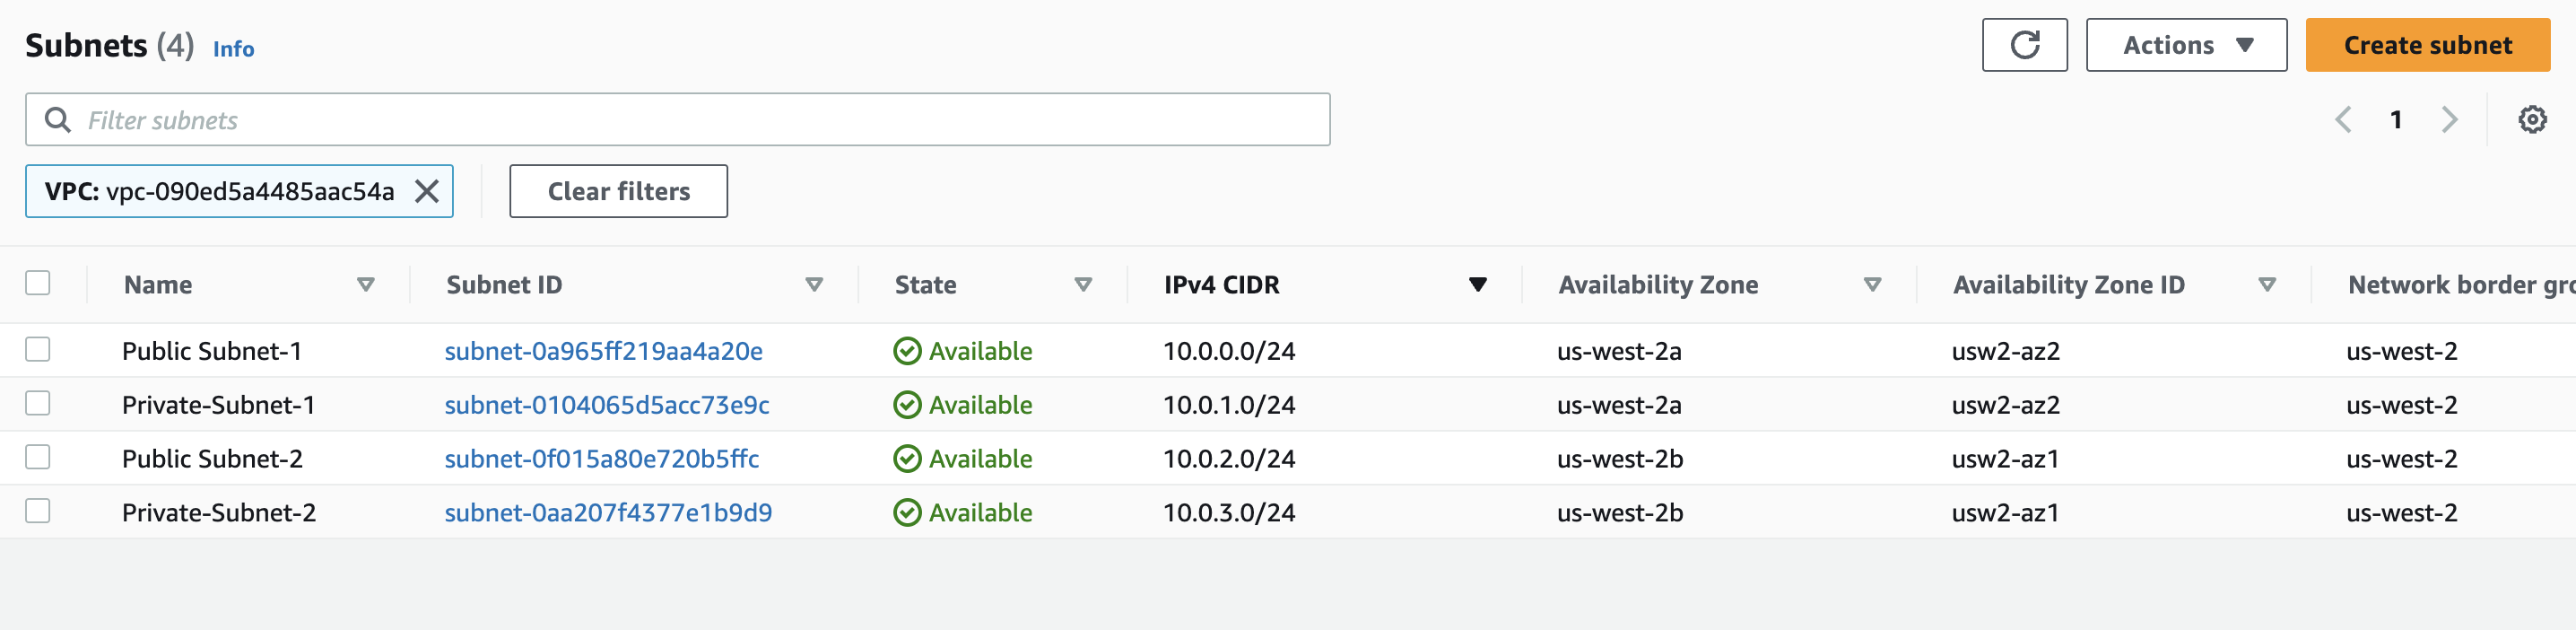 Subnets (4) Info
Actions
Create subnet
Filter subnets
1
VPC: vpc-090ed5a4485aac54a
Clear filters
Name Subnet ID State IPv4 CIDR Availability Zone Availability Zone ID Network border gro
Public Subnet-1 subnet-0a965ff219aa4a20e Available 10.0.0.0/24 us-west-2a usw2-az2 us-west-2
Private-Subnet-1 subnet-0104065d5acc73e9c Available 10.0.1.0/24 us-west-2a usw2-az2 us-west-2
Public Subnet-2 subnet-0f015a80e720b5ffc Available 10.0.2.0/24 us-west-2b usw2-az1 us-west-2
Private-Subnet-2 subnet-0aa207f4377e1b9d9 Available 10.0.3.0/24 us-west-2b usw2-az1 us-west-2